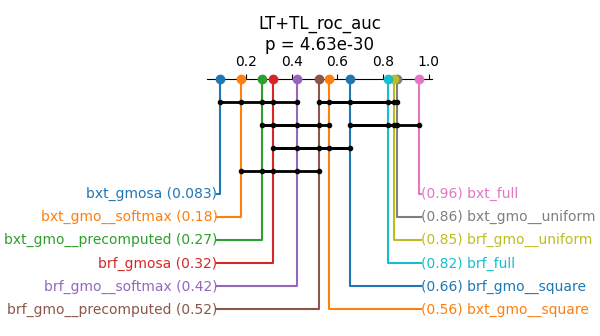 LT+TL_roc_auc
p = 4.63e-30
0.2 0.4 0.6 0.8 1.0
bxt_gmosa (0.083) (0.96) bxt_full
bxt_gmo__softmax (0.18) (0.86) bxt_gmo__uniform
bxt_gmo__precomputed (0.27) (0.85) brf_gmo__uniform
brf_gmosa (0.32) (0.82) brf_full
brf_gmo__softmax (0.42) (0.66) brf_gmo__square
brf_gmo__precomputed (0.52) (0.56) bxt_gmo__square